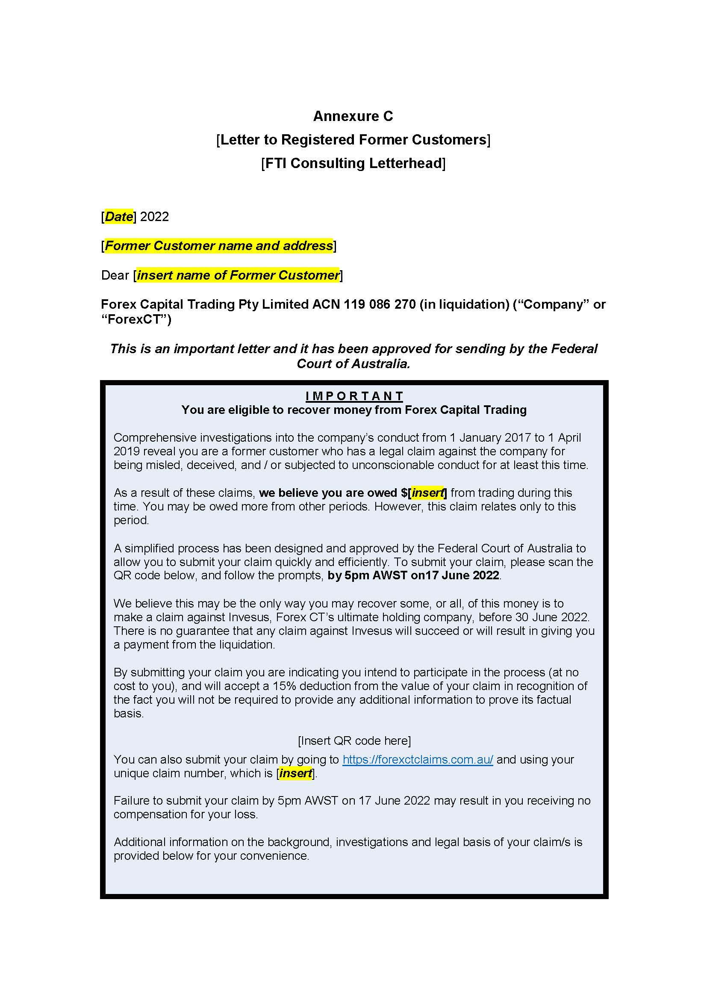 Annexure C
[Letter to Registered Former Customers]
[FTI Consulting Letterhead]
[Date] 2022
[Former Customer name and address]
Dear [insert name of Former Customer]
Forex Capital Trading Pty Limited ACN 119 086 270 (in liquidation) (“Company” or
“ForexCT”)
This is an important letter and it has been approved for sending by the Federal
Court of Australia.
I M P O R T A N T
You are eligible to recover money from Forex Capital Trading
Comprehensive investigations into the company’s conduct from 1 January 2017 to 1 April
2019 reveal you are a former customer who has a legal claim against the company for
being misled, deceived, and / or subjected to unconscionable conduct for at least this time.
As a result of these claims, we believe you are owed $[insert] from trading during this
time. You may be owed more from other periods. However, this claim relates only to this
period.
A simplified process has been designed and approved by the Federal Court of Australia to
allow you to submit your claim quickly and efficiently. To submit your claim, please scan the
QR code below, and follow the prompts, by 5pm AWST on17 June 2022.
We believe this may be the only way you may recover some, or all, of this money is to
make a claim against Invesus, Forex CT’s ultimate holding company, before 30 June 2022.
There is no guarantee that any claim against Invesus will succeed or will result in giving you
a payment from the liquidation.
By submitting your claim you are indicating you intend to participate in the process (at no
cost to you), and will accept a 15% deduction from the value of your claim in recognition of
the fact you will not be required to provide any additional information to prove its factual
basis.
[Insert QR code here]
You can also submit your claim by going to https://forexctclaims.com.au/ and using your
unique claim number, which is [insert].
Failure to submit your claim by 5pm AWST on 17 June 2022 may result in you receiving no
compensation for your loss.
Additional information on the background, investigations and legal basis of your claim/s is
provided below for your convenience.